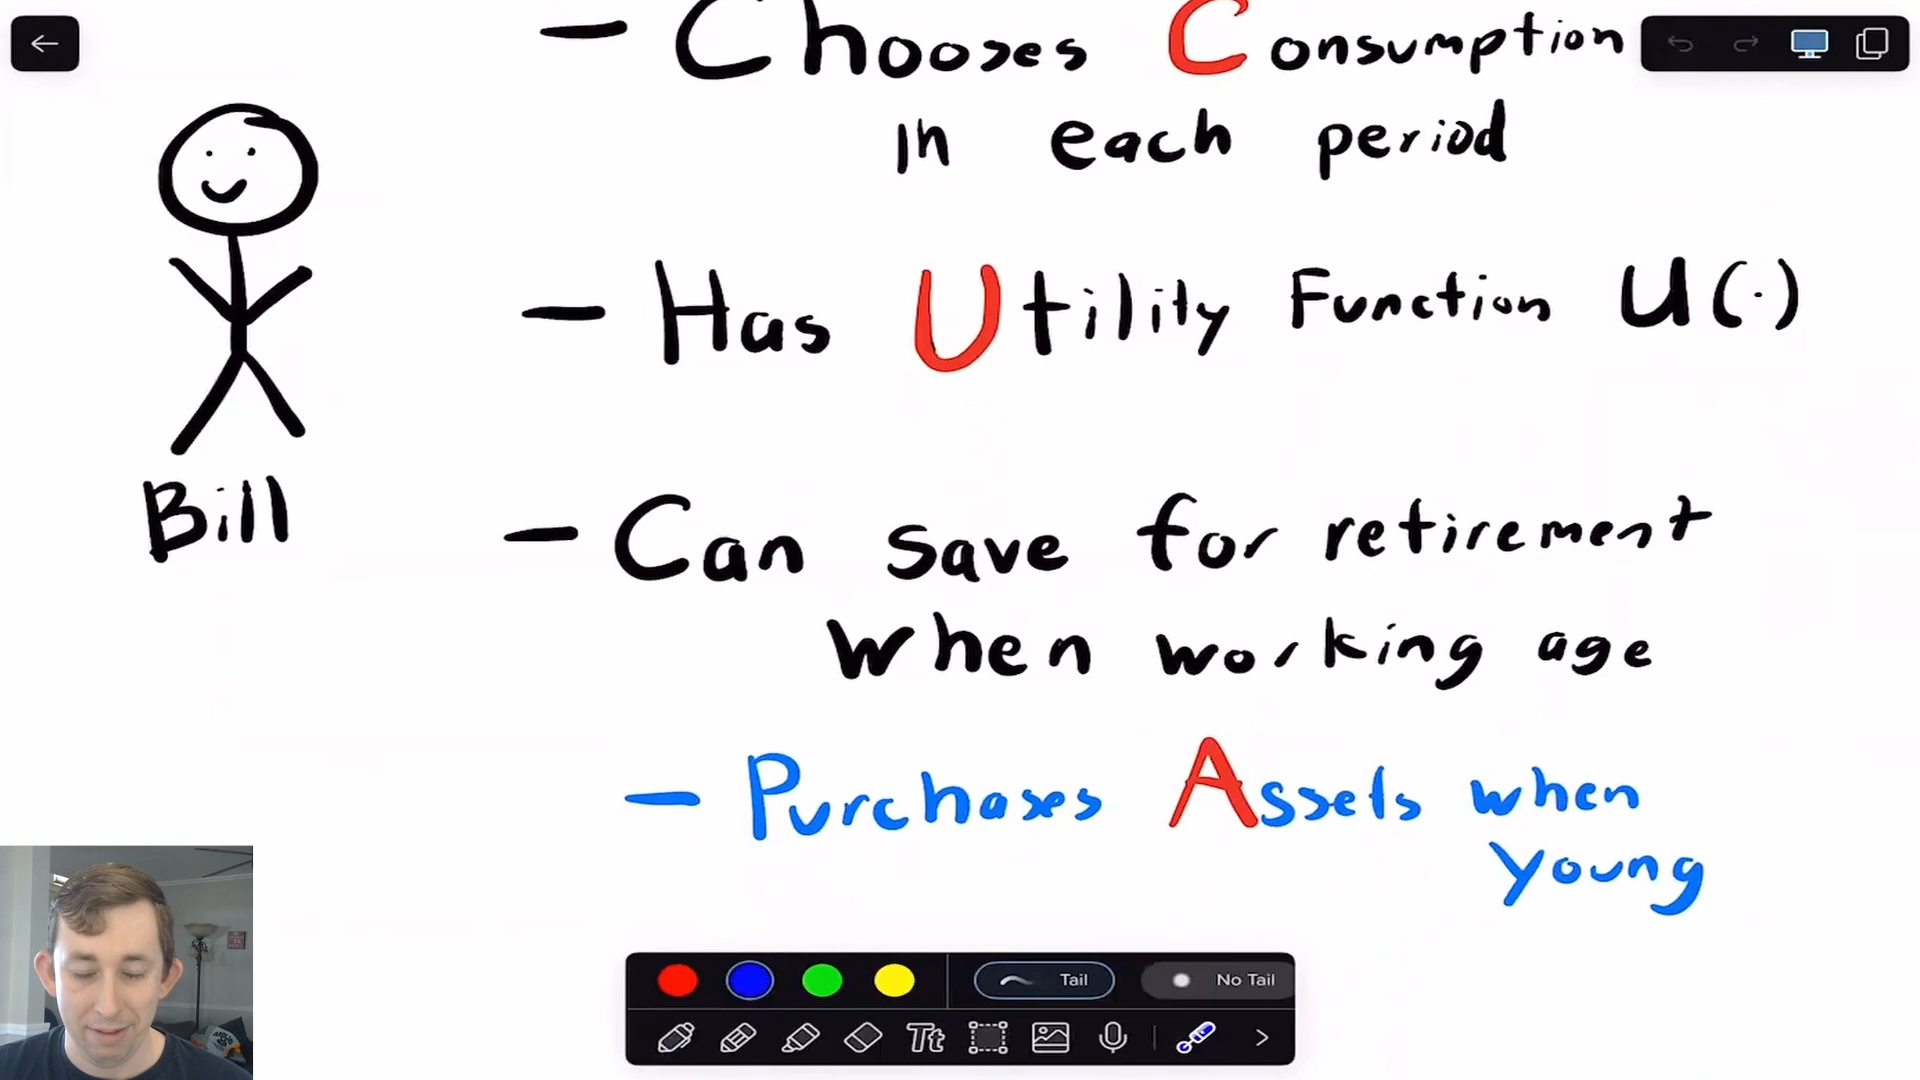 - Chooses Consumption
in each period
- Has Utility Function U(·)
Bill
- Can save for retirement
when working age
- Purchases Assets when
young
Tail No Tail
Tt